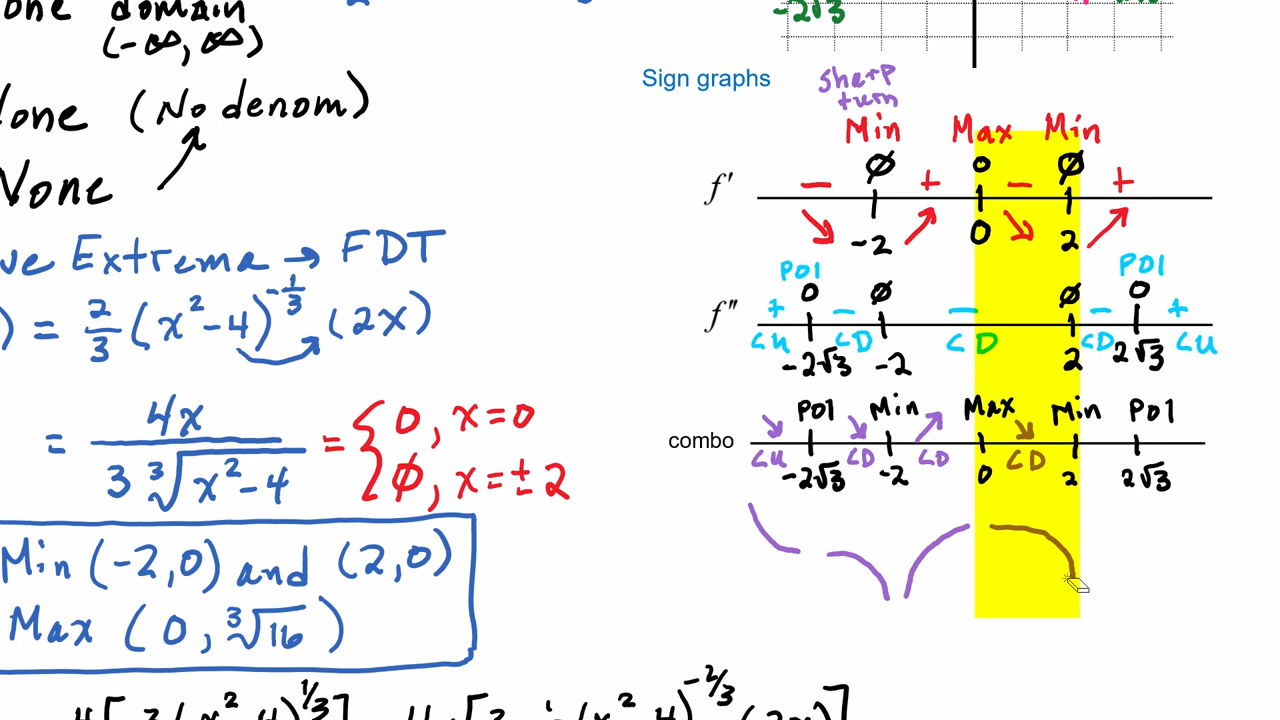 one domain
(-∞, ∞)
None (No denom)
None
ve Extrema → FDT
) = 2/3 (x² - 4)^(-1/3) (2x)
= 4x / (3 ∛(x² - 4)) = { 0, x = 0
∅, x = ± 2
Min (-2, 0) and (2, 0)
Max (0, ∛16)
-2√3
Sign graphs
sharp
turn
Min Max Min
∅ 0 ∅
f' − + − +
-2 0 2
POI POI
0 ∅ ∅ 0
f'' + − − − +
CU CD CD CD CU
-2√3 -2 2 2√3
POI Min Max Min POI
combo
CU CD CD CD
-2√3 -2 0 2 2√3